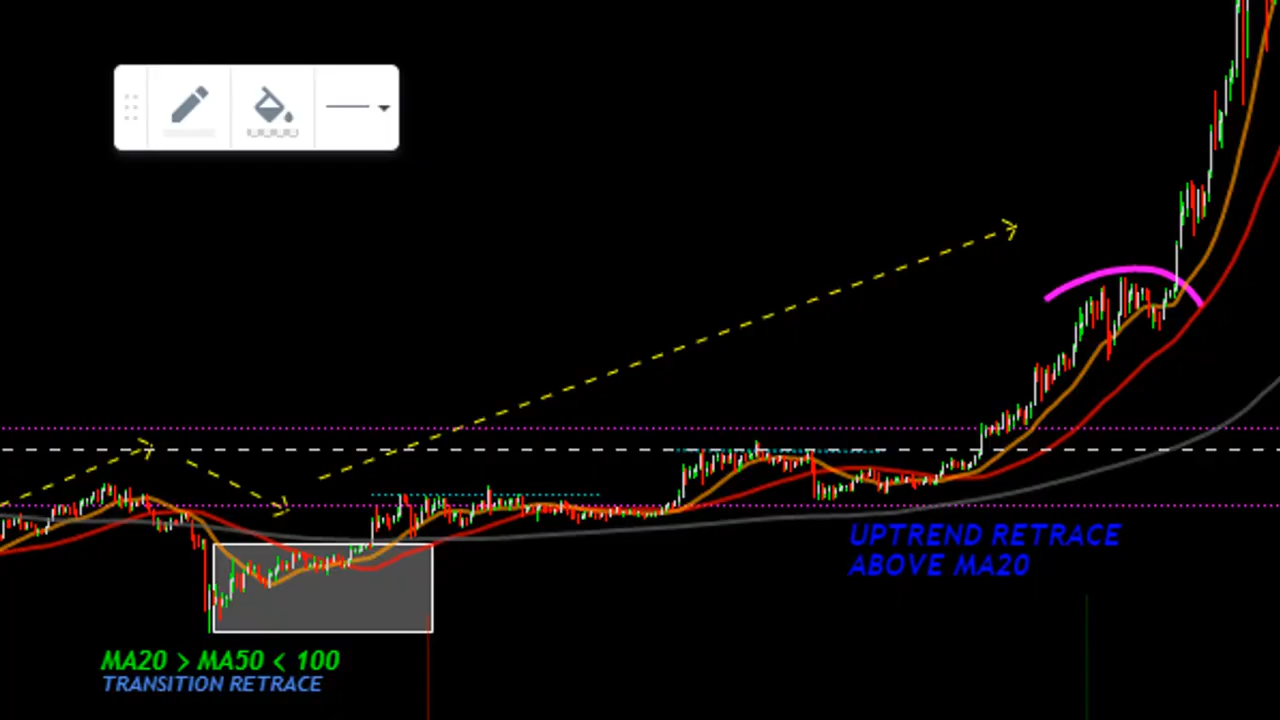 UPTREND RETRACE
ABOVE MA20
MA20 > MA50 < 100
TRANSITION RETRACE